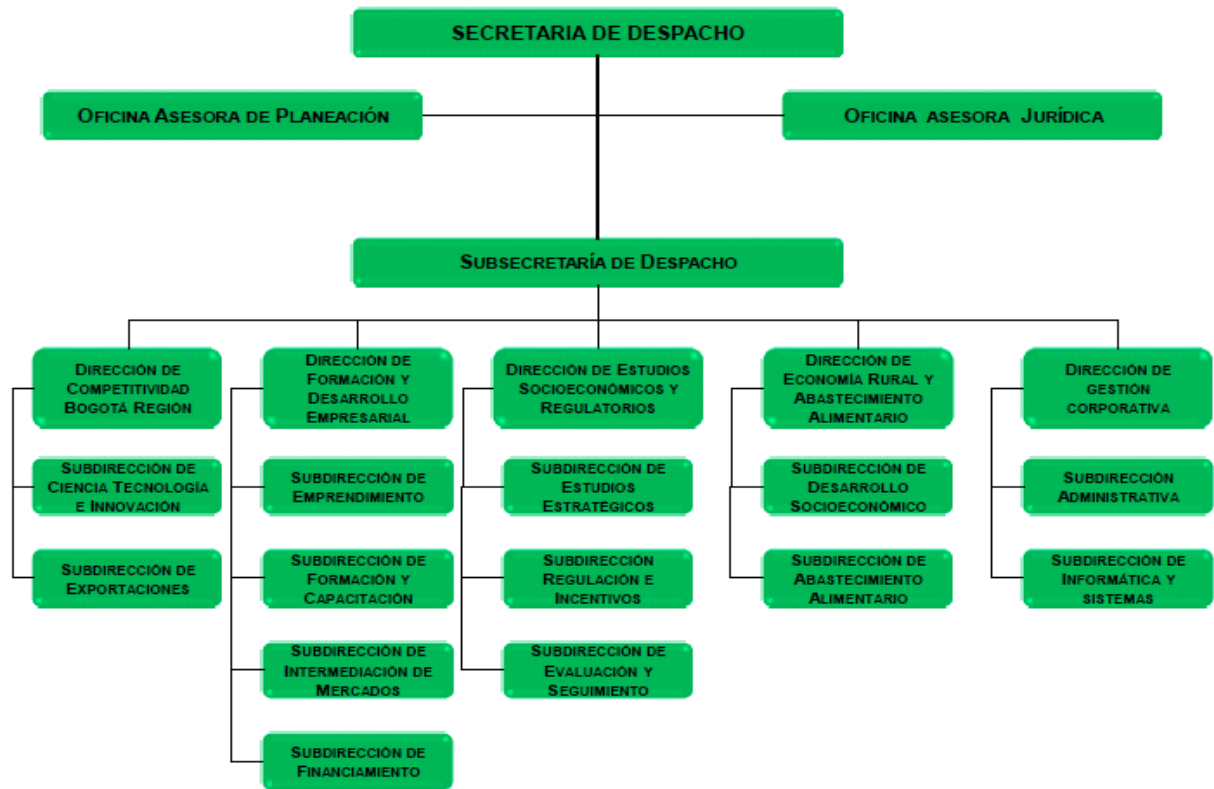 SECRETARIA DE DESPACHO
OFICINA ASESORA DE PLANEACIÓN
OFICINA ASESORA JURÍDICA
SUBSECRETARÍA DE DESPACHO
DIRECCIÓN DE
COMPETITIVIDAD
BOGOTÁ REGIÓN
SUBDIRECCIÓN DE
CIENCIA TECNOLOGÍA
E INNOVACIÓN
SUBDIRECCIÓN DE
EXPORTACIONES
DIRECCIÓN DE
FORMACIÓN Y
DESARROLLO
EMPRESARIAL
SUBDIRECCIÓN DE
EMPRENDIMIENTO
SUBDIRECCIÓN DE
FORMACIÓN Y
CAPACITACIÓN
SUBDIRECCIÓN DE
INTERMEDIACIÓN DE
MERCADOS
SUBDIRECCIÓN DE
FINANCIAMIENTO
DIRECCIÓN DE ESTUDIOS
SOCIOECONÓMICOS Y
REGULATORIOS
SUBDIRECCIÓN DE
ESTUDIOS
ESTRATÉGICOS
SUBDIRECCIÓN
REGULACIÓN E
INCENTIVOS
SUBDIRECCIÓN DE
EVALUACIÓN Y
SEGUIMIENTO
DIRECCIÓN DE
ECONOMÍA RURAL Y
ABASTECIMIENTO
ALIMENTARIO
SUBDIRECCIÓN DE
DESARROLLO
SOCIOECONÓMICO
SUBDIRECCIÓN DE
ABASTECIMIENTO
ALIMENTARIO
DIRECCIÓN DE
GESTIÓN
CORPORATIVA
SUBDIRECCIÓN
ADMINISTRATIVA
SUBDIRECCIÓN DE
INFORMÁTICA Y
SISTEMAS